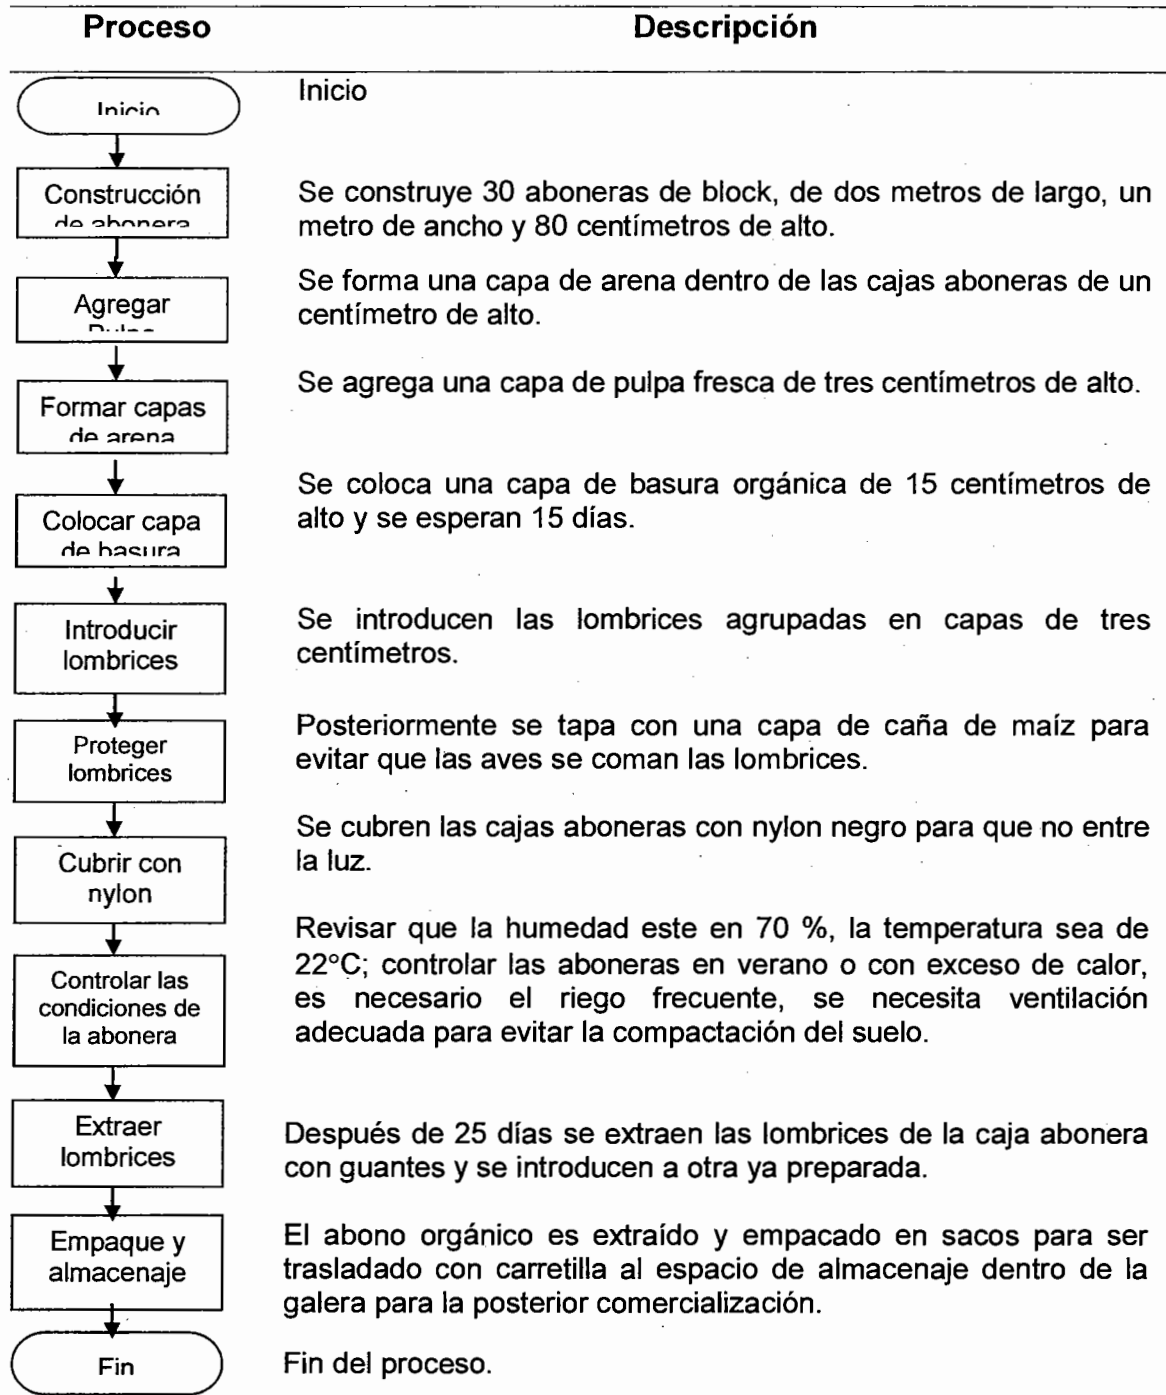 Proceso Descripción
Inicio
Inicio
Construcción
de abonera
Se construye 30 aboneras de block, de dos metros de largo, un
metro de ancho y 80 centímetros de alto.
Agregar
Pulpa
Se forma una capa de arena dentro de las cajas aboneras de un
centímetro de alto.
Formar capas
de arena
Se agrega una capa de pulpa fresca de tres centímetros de alto.
Colocar capa
de basura
Se coloca una capa de basura orgánica de 15 centímetros de
alto y se esperan 15 días.
Introducir
lombrices
Se introducen las lombrices agrupadas en capas de tres
centímetros.
Proteger
lombrices
Posteriormente se tapa con una capa de caña de maíz para
evitar que las aves se coman las lombrices.
Cubrir con
nylon
Se cubren las cajas aboneras con nylon negro para que no entre
la luz.
Controlar las
condiciones de
la abonera
Revisar que la humedad este en 70 %, la temperatura sea de
22°C; controlar las aboneras en verano o con exceso de calor,
es necesario el riego frecuente, se necesita ventilación
adecuada para evitar la compactación del suelo.
Extraer
lombrices
Después de 25 días se extraen las lombrices de la caja abonera
con guantes y se introducen a otra ya preparada.
Empaque y
almacenaje
El abono orgánico es extraído y empacado en sacos para ser
trasladado con carretilla al espacio de almacenaje dentro de la
galera para la posterior comercialización.
Fin
Fin del proceso.